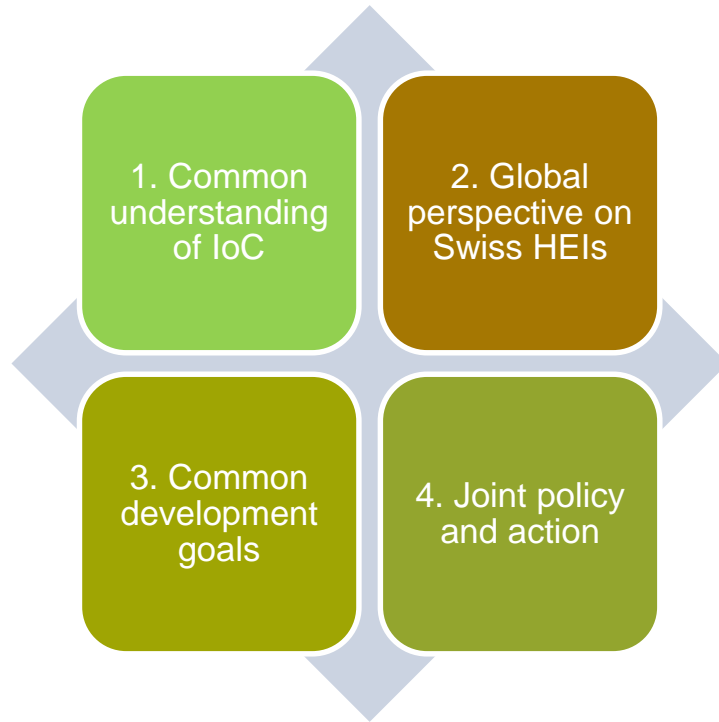 1. Common
understanding
of IoC
2. Global
perspective on
Swiss HEIs
3. Common
development
goals
4. Joint policy
and action